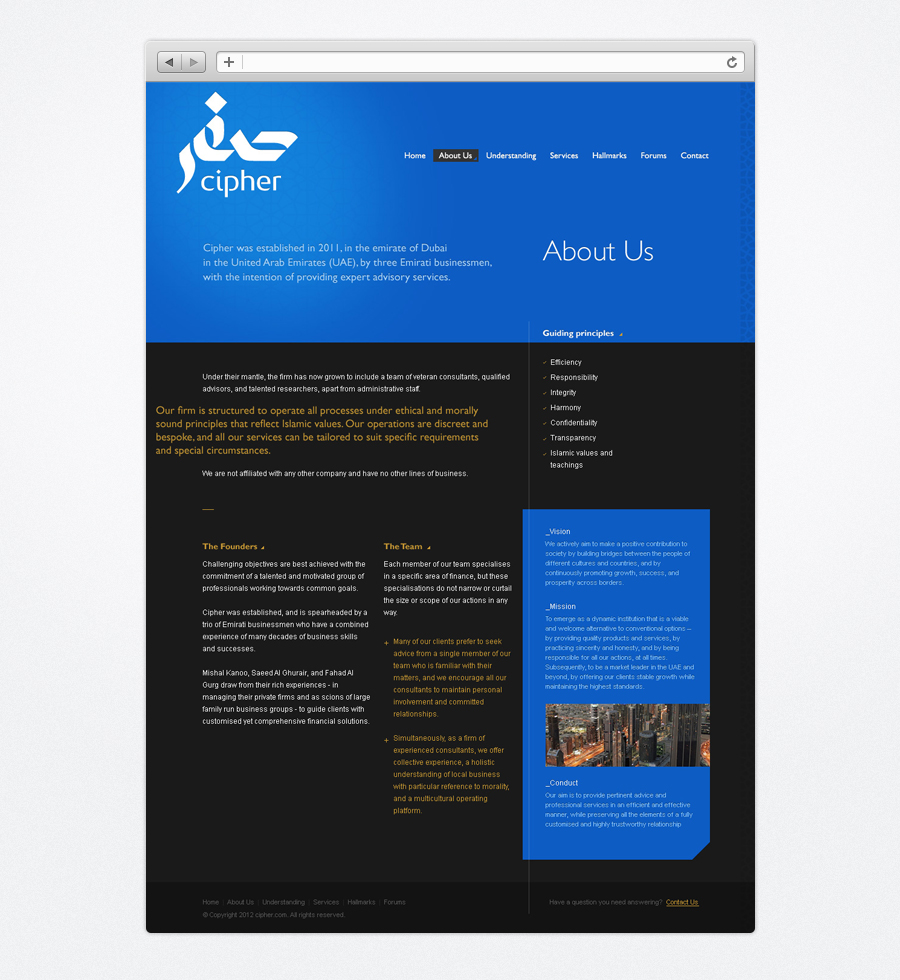 صفر
cipher
Home About Us Understanding Services Hallmarks Forums Contact
Cipher was established in 2011, in the emirate of Dubai
in the United Arab Emirates (UAE), by three Emirati businessmen,
with the intention of providing expert advisory services.
About Us
Guiding principles
Efficiency
Responsibility
Integrity
Harmony
Confidentiality
Transparency
Islamic values and
teachings
Under their mantle, the firm has now grown to include a team of veteran consultants, qualified
advisors, and talented researchers, apart from administrative staff.
Our firm is structured to operate all processes under ethical and morally
sound principles that reflect Islamic values. Our operations are discreet and
bespoke, and all our services can be tailored to suit specific requirements
and special circumstances.
We are not affiliated with any other company and have no other lines of business.
The Founders
Challenging objectives are best achieved with the
commitment of a talented and motivated group of
professionals working towards common goals.
Cipher was established, and is spearheaded by a
trio of Emirati businessmen who have a combined
experience of many decades of business skills
and successes.
Mishal Kanoo, Saeed Al Ghurair, and Fahad Al
Gurg draw from their rich experiences - in
managing their private firms and as scions of large
family run business groups - to guide clients with
customised yet comprehensive financial solutions.
The Team
Each member of our team specialises
in a specific area of finance, but these
specialisations do not narrow or curtail
the size or scope of our actions in any
way.
+ Many of our clients prefer to seek
advice from a single member of our
team who is familiar with their
matters, and we encourage all our
consultants to maintain personal
involvement and committed
relationships.
+ Simultaneously, as a firm of
experienced consultants, we offer
collective experience, a holistic
understanding of local business
with particular reference to morality,
and a multicultural operating
platform.
_Vision
We actively aim to make a positive contribution to
society by building bridges between the people of
different cultures and countries, and by
continuously promoting growth, success, and
prosperity across borders.
_Mission
To emerge as a dynamic institution that is a viable
and welcome alternative to conventional options –
by providing quality products and services, by
practicing sincerity and honesty, and by being
responsible for all our actions, at all times.
Subsequently, to be a market leader in the UAE and
beyond, by offering our clients stable growth while
maintaining the highest standards.
_Conduct
Our aim is to provide pertinent advice and
professional services in an efficient and effective
manner, while preserving all the elements of a fully
customised and highly trustworthy relationship
Home | About Us | Understanding | Services | Hallmarks | Forums
© Copyright 2012 cipher.com. All rights reserved.
Have a question you need answering? Contact Us